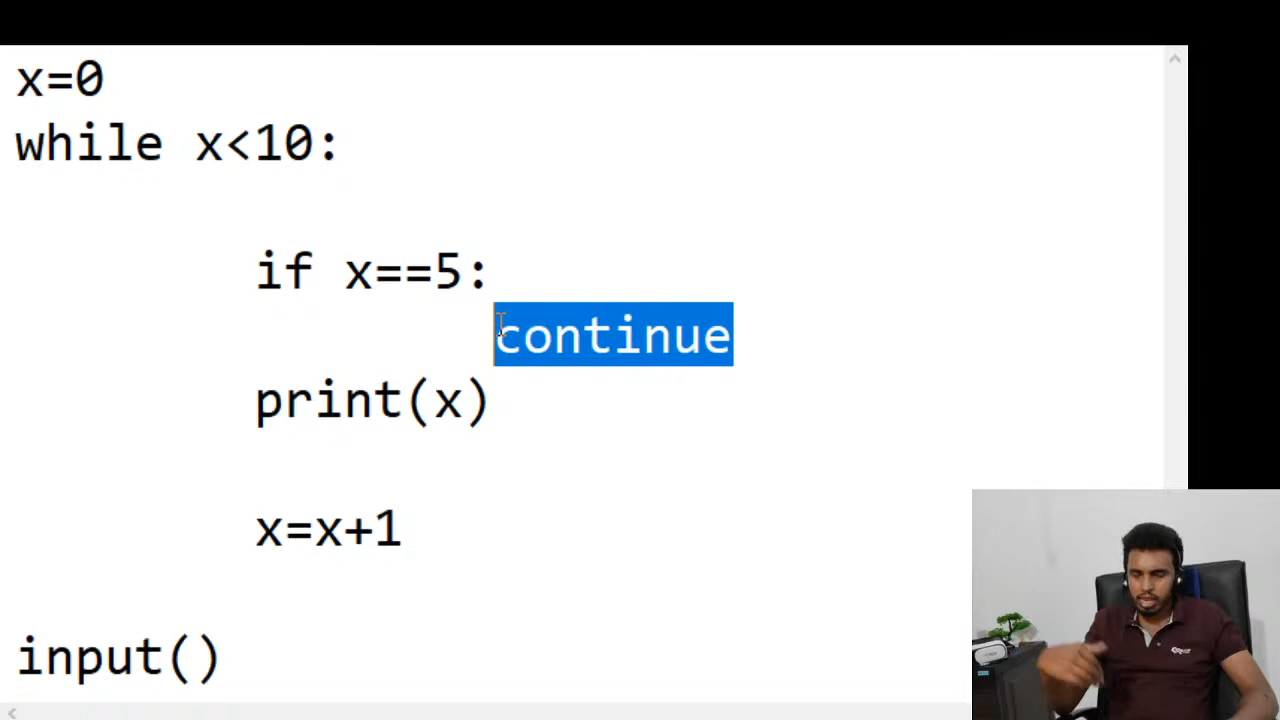 x=0
while x<10:
if x==5:
continue
print(x)
x=x+1
input()